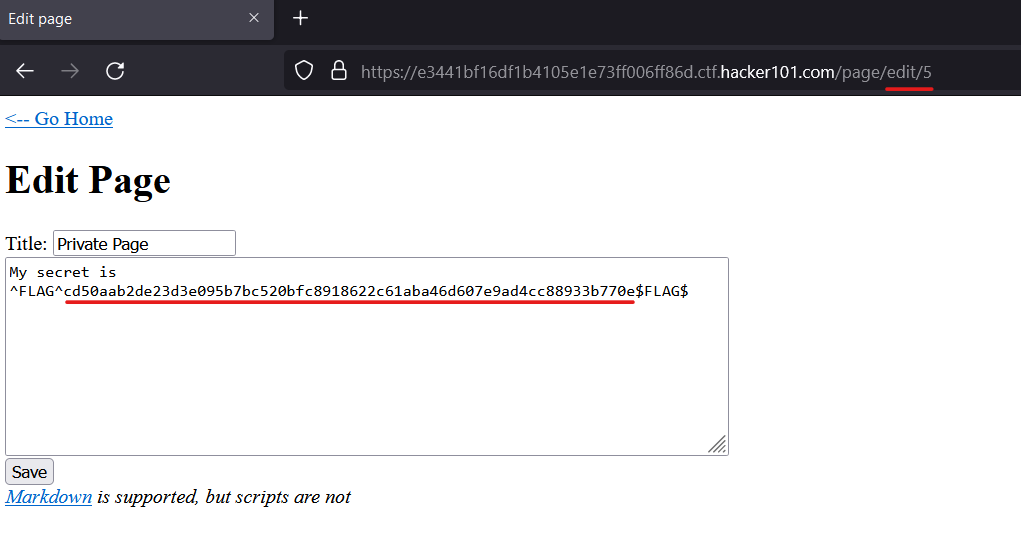 Edit page
https://e3441bf16df1b4105e1e73ff006ff86d.ctf.hacker101.com/page/edit/5
<-- Go Home
Edit Page
Title: Private Page
My secret is
^FLAG^cd50aab2de23d3e095b7bc520bfc8918622c61aba46d607e9ad4cc88933b770e$FLAG$
Save
Markdown is supported, but scripts are not